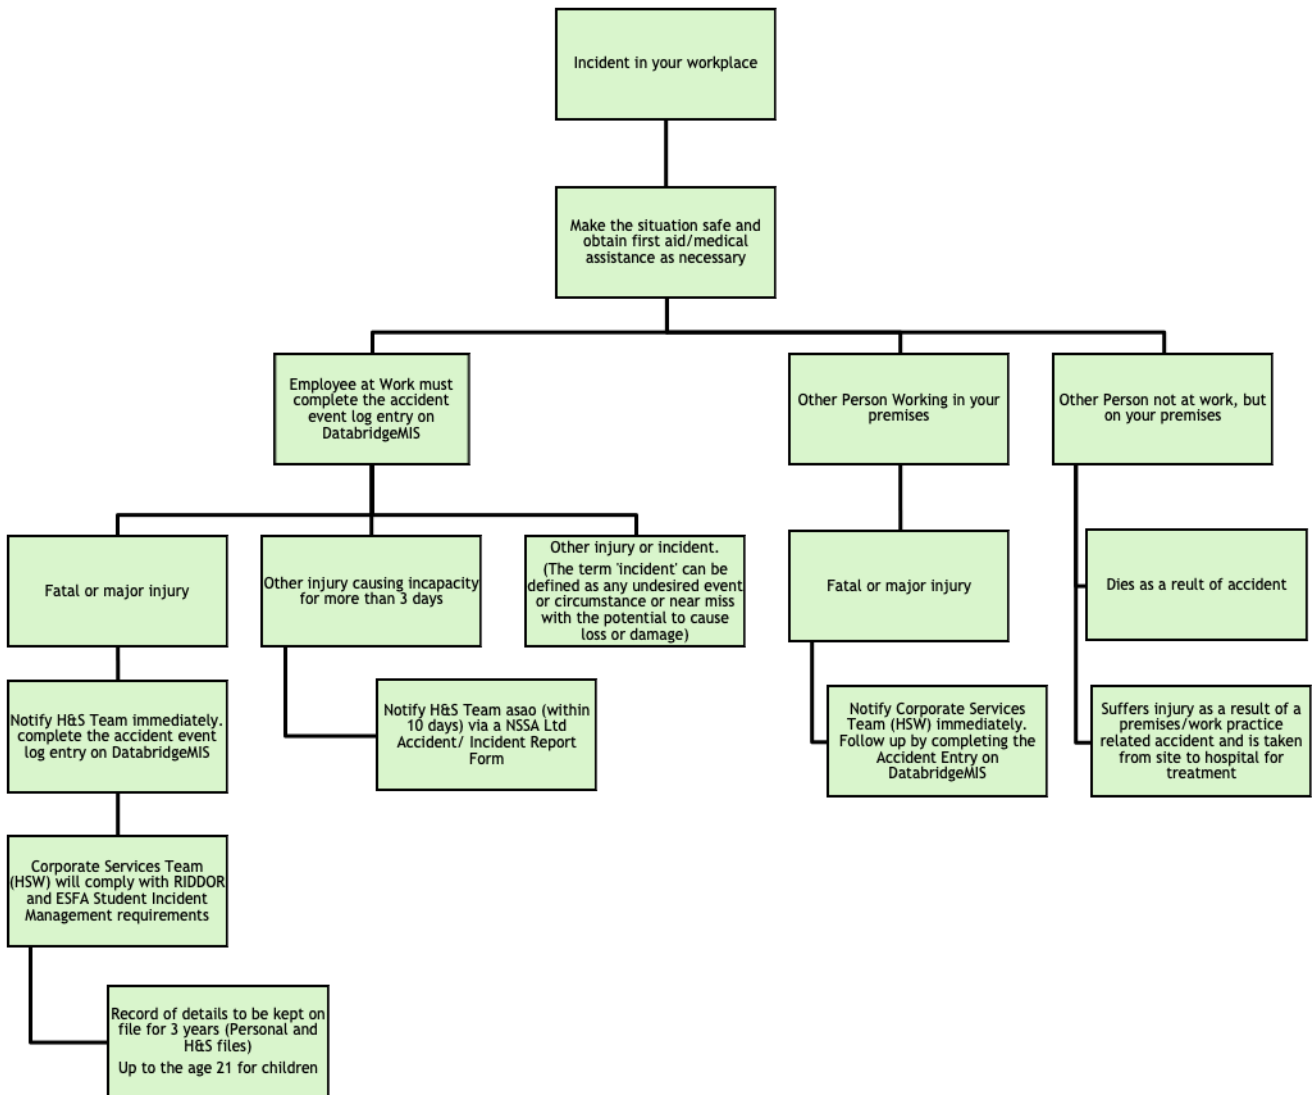 Incident in your workplace
Make the situation safe and
obtain first aid/medical
assistance as necessary
Employee at Work must
complete the accident
event log entry on
DatabridgeMIS
Other Person Working in your
premises
Other Person not at work, but
on your premises
Fatal or major injury
Other injury causing incapacity
for more than 3 days
Other injury or incident.
(The term 'incident' can be
defined as any undesired event
or circumstance or near miss
with the potential to cause
loss or damage)
Fatal or major injury
Dies as a reult of accident
Notify H&S Team immediately.
complete the accident event
log entry on DatabridgeMIS
Notify H&S Team asao (within
10 days) via a NSSA Ltd
Accident/ Incident Report
Form
Notify Corporate Services
Team (HSW) immediately.
Follow up by completing the
Accident Entry on
DatabridgeMIS
Suffers injury as a result of a
premises/work practice
related accident and is taken
from site to hospital for
treatment
Corporate Services Team
(HSW) will comply with RIDDOR
and ESFA Student Incident
Management requirements
Record of details to be kept on
file for 3 years (Personal and
H&S files)
Up to the age 21 for children